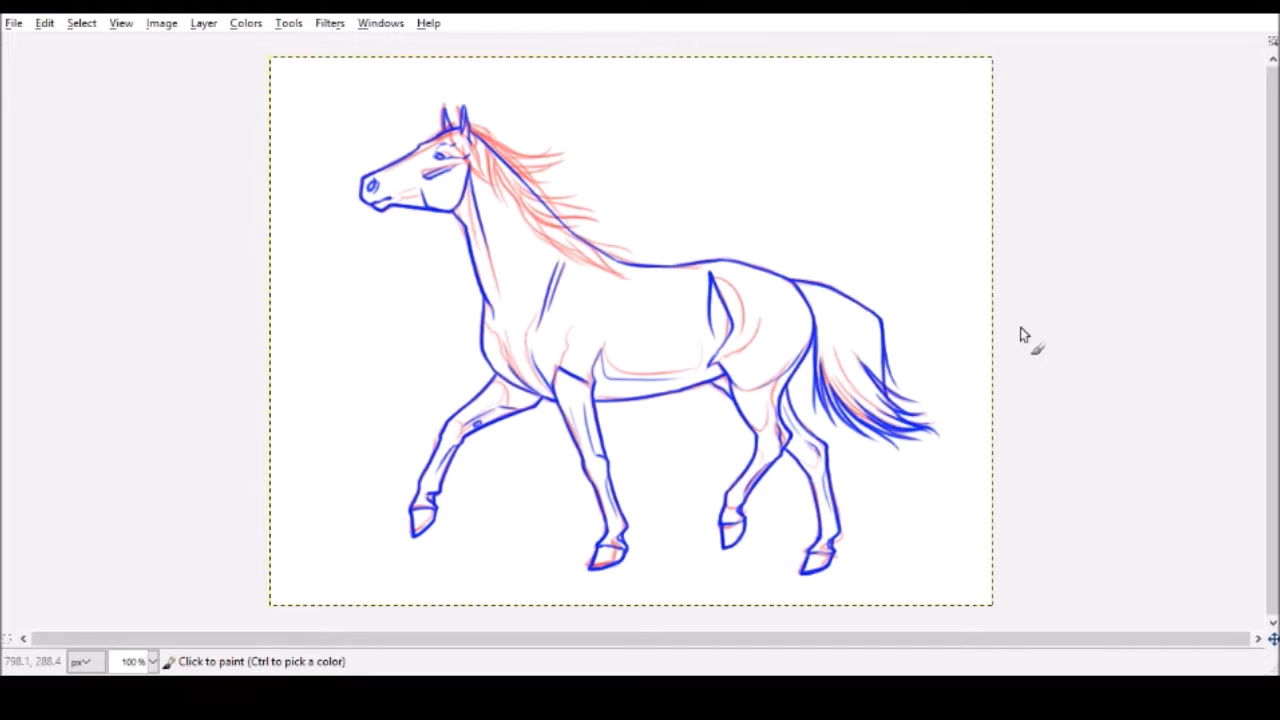 File Edit Select View Image Layer Colors Tools Filters Windows Help
798.1, 288.4 px 100 % Click to paint (Ctrl to pick a color)